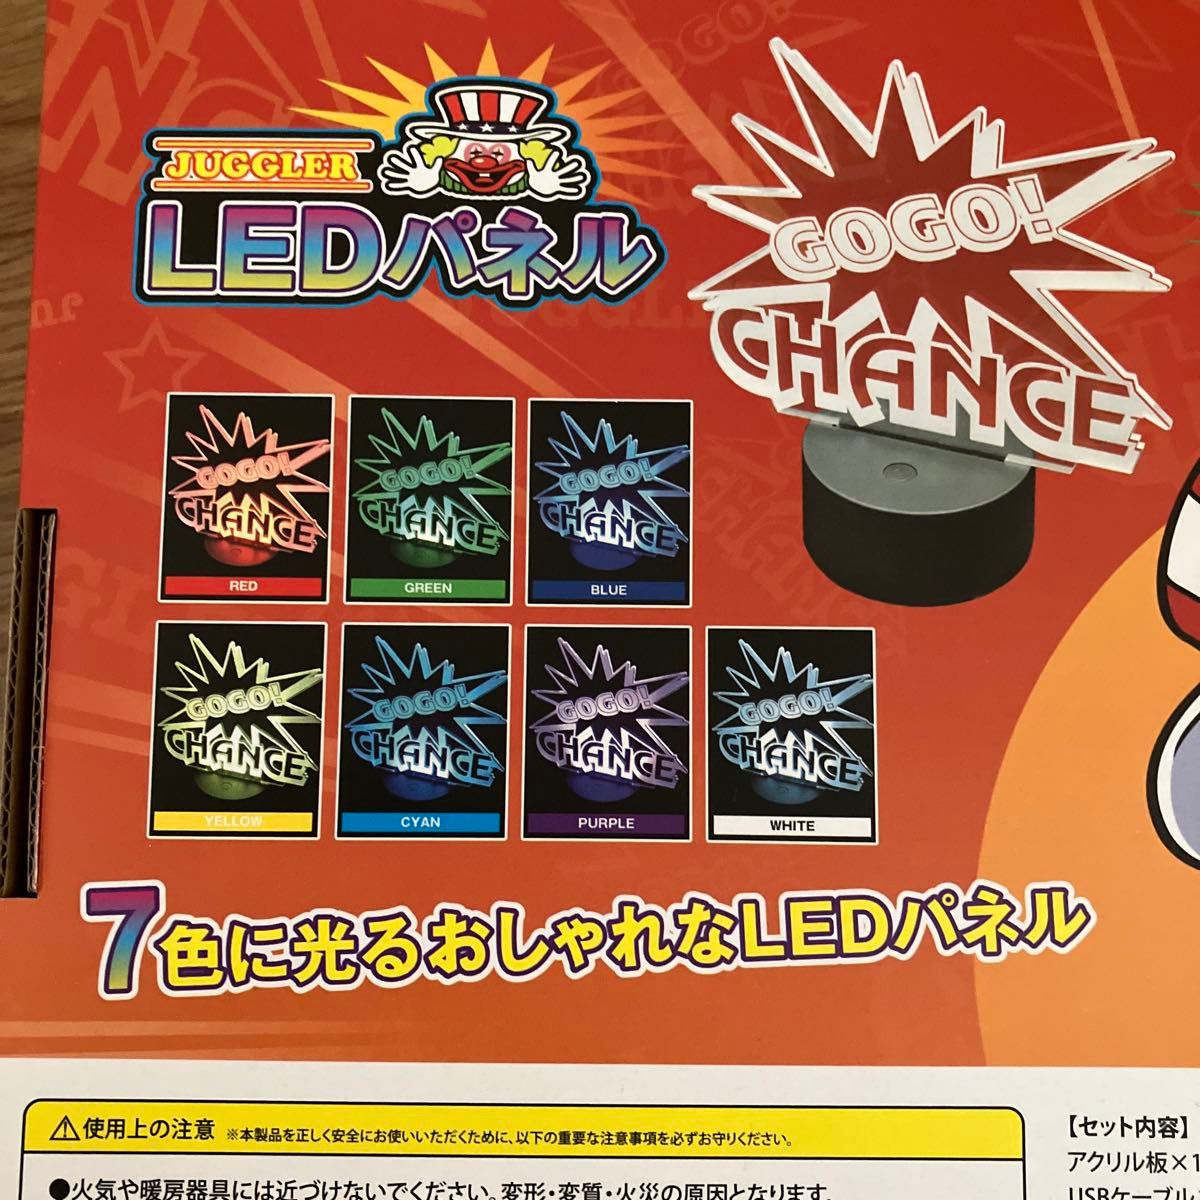 JUGGLER
LEDパネル
GOGO!
CHANCE
GOGO!
CHANCE
RED
GOGO!
CHANCE
GREEN
GOGO!
CHANCE
BLUE
GOGO!
CHANCE
YELLOW
GOGO!
CHANCE
CYAN
GOGO!
CHANCE
PURPLE
GOGO!
CHANCE
WHITE
7色に光るおしゃれなLEDパネル
⚠使用上の注意 ※本製品を正しく安全にお使いいただくために、以下の重要な注意事項を必ずお守りください。
●火気や暖房器具には近づけないでください。変形・変質・火災の原因となります。
【セット内容】
アクリル板×1
USBケーブル